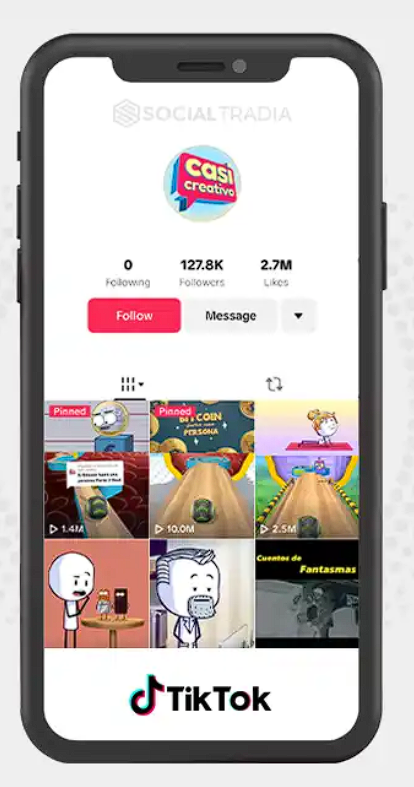 SOCIALTRADIA
casi
creativo
0 127.8K 2.7M
Following Followers Likes
Follow Message
Pinned Pinned
BITCOIN
PERSONA
1.4M 10.0M 2.5M
Cuentos de
Fantasmas
TikTok